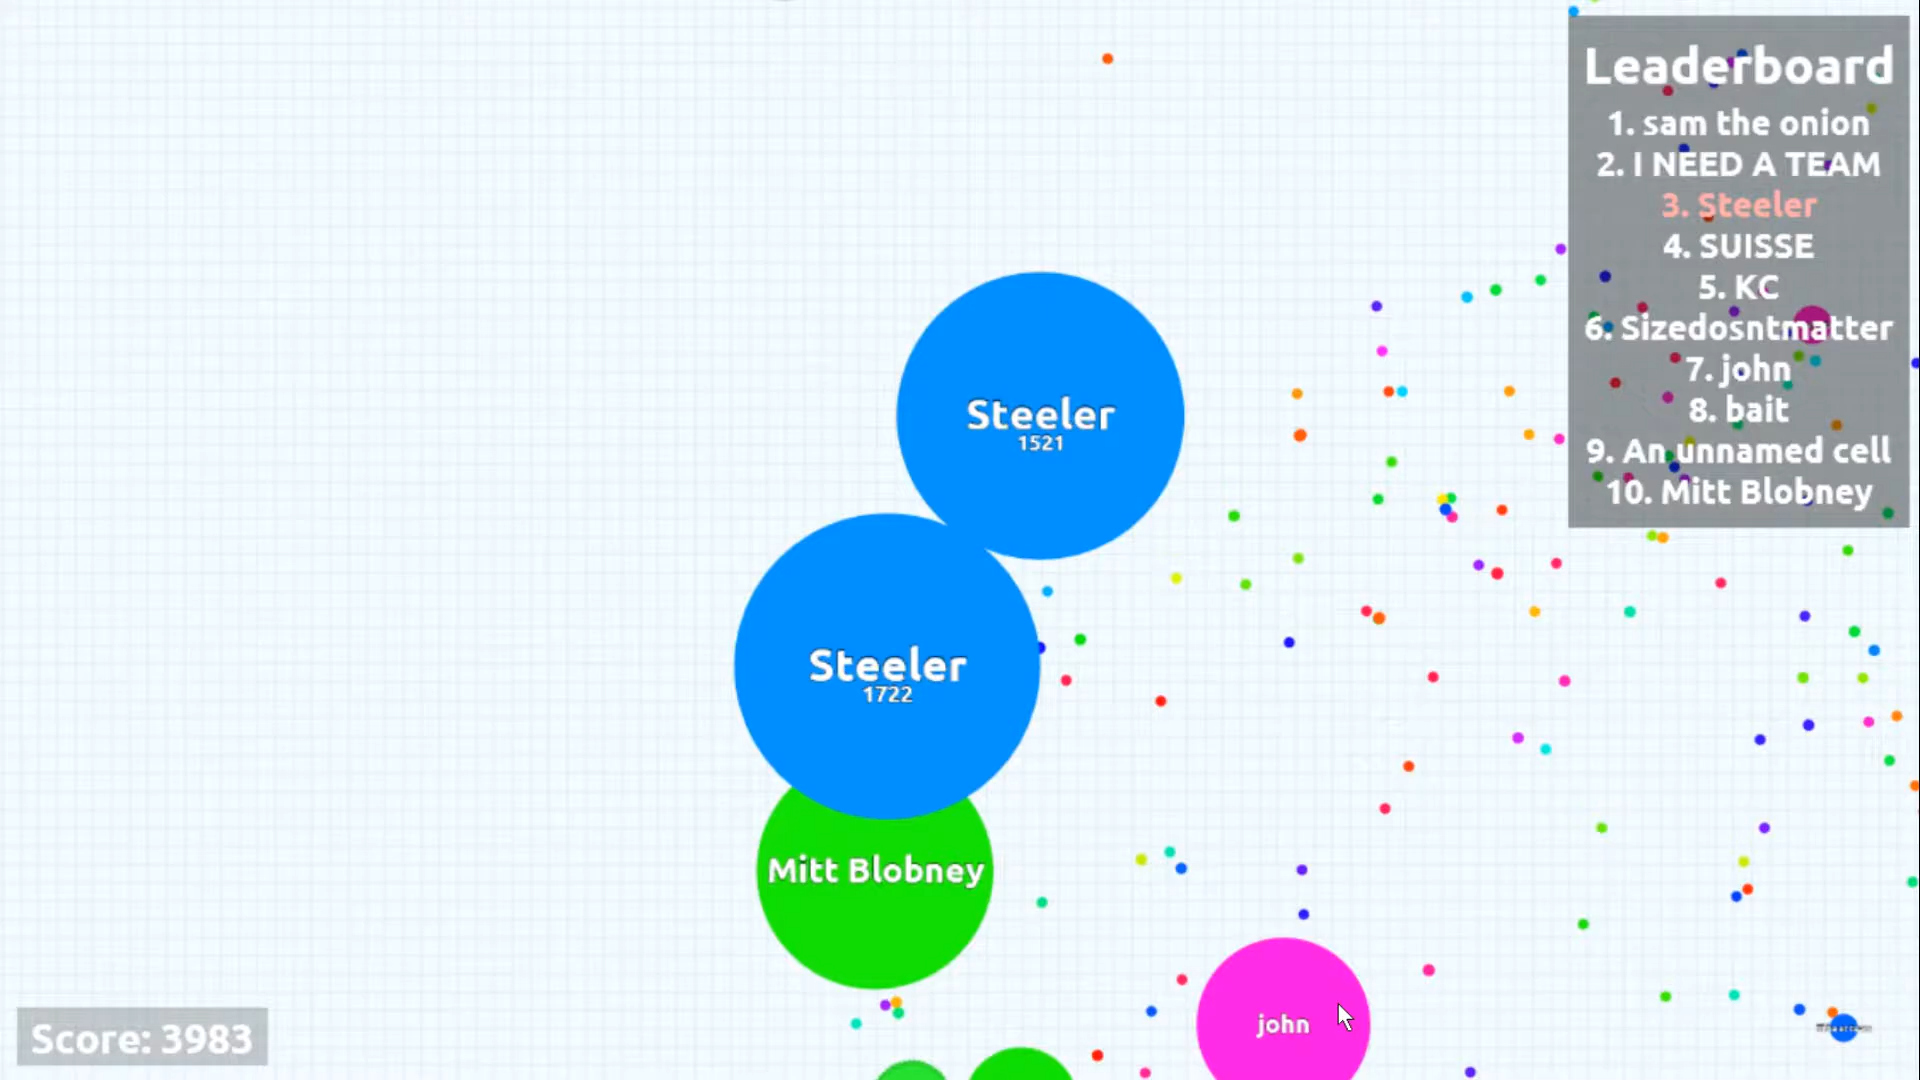 Leaderboard
1. sam the onion
2. I NEED A TEAM
3. Steeler
4. SUISSE
5. KC
6. Sizedosntmatter
7. john
8. bait
9. An unnamed cell
10. Mitt Blobney
Steeler
1521
Steeler
1722
Mitt Blobney
john
Score: 3983